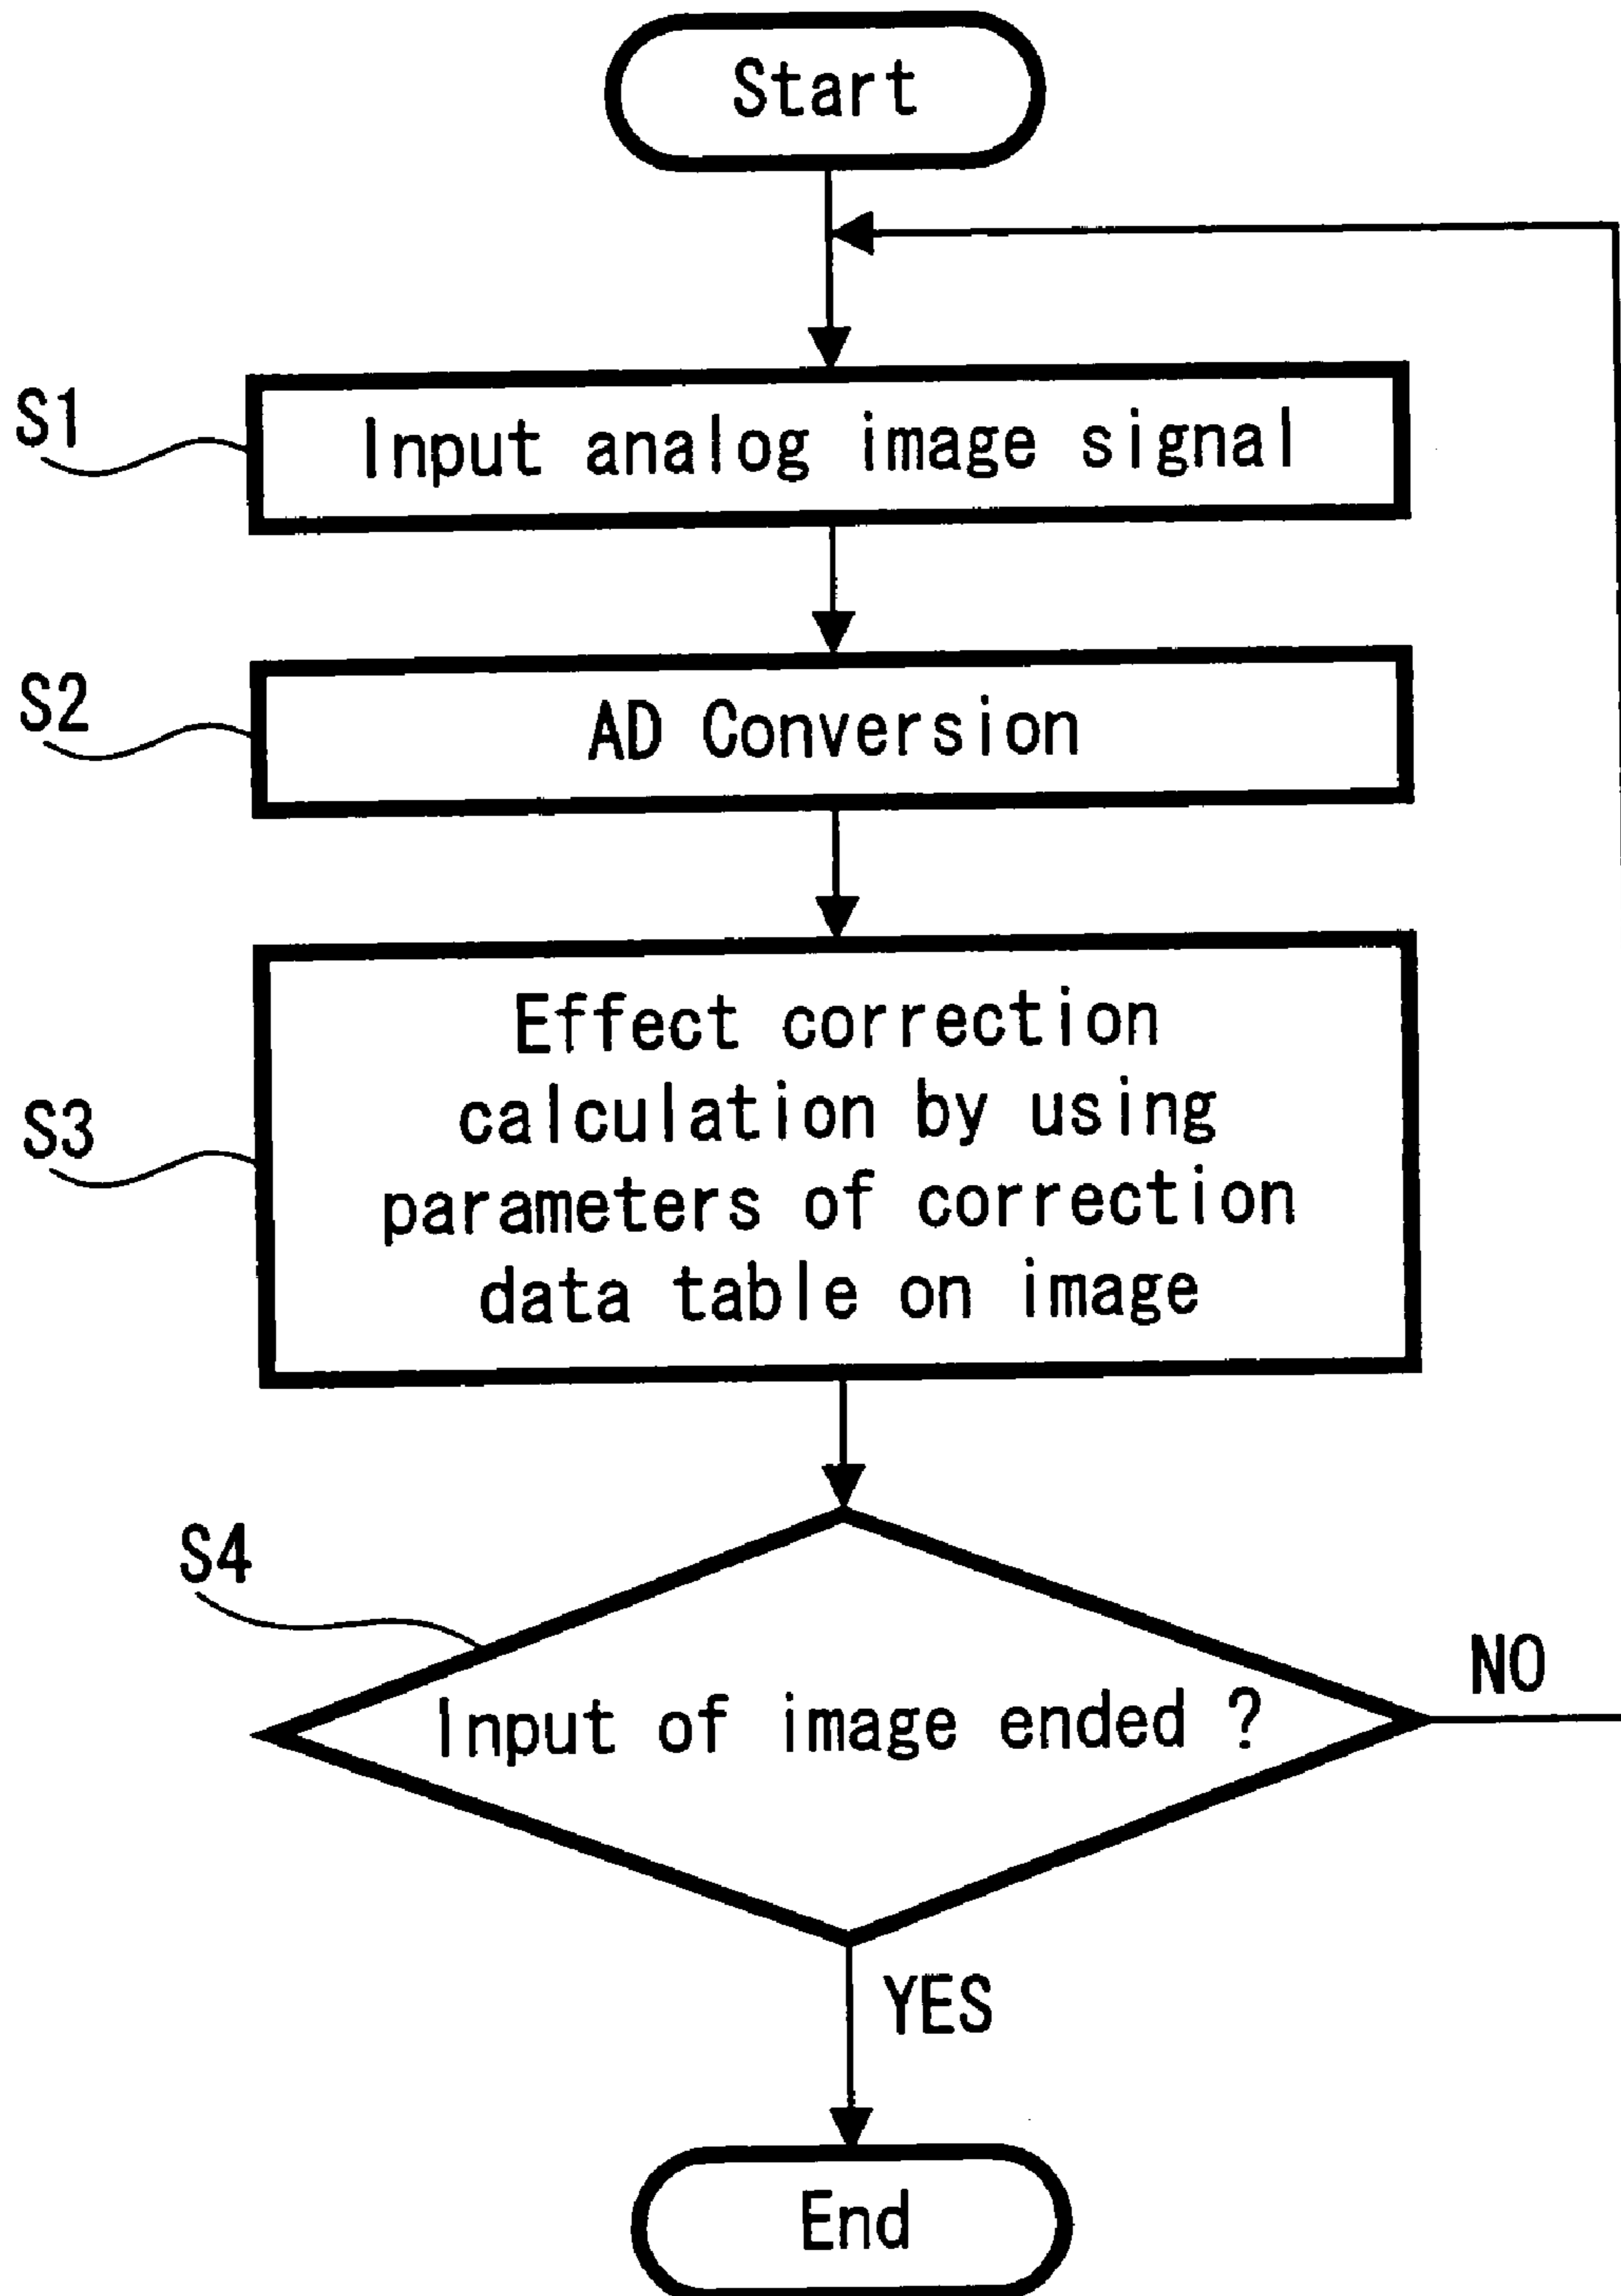 Start
S1
Input analog image signal
S2
AD Conversion
S3
Effect correction
calculation by using
parameters of correction
data table on image
S4
Input of image ended ?
NO
YES
End